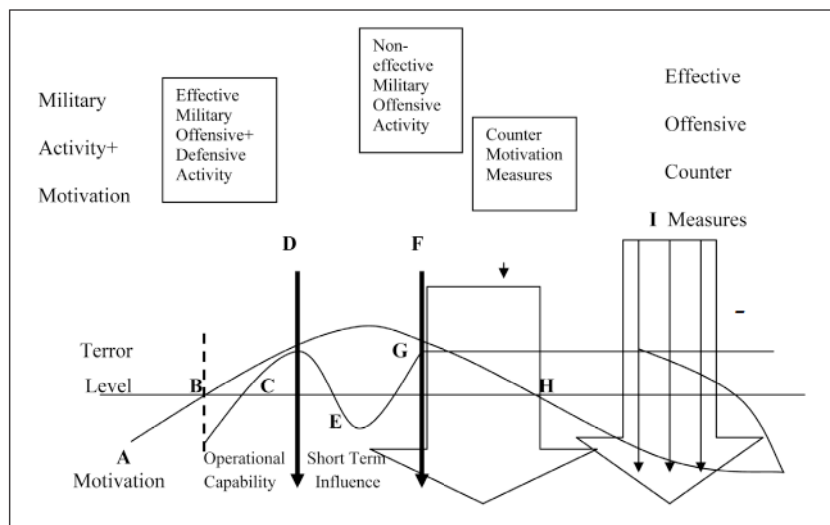 Military
Activity+
Motivation
Effective
Military
Offensive+
Defensive
Activity
Non-
effective
Military
Offensive
Activity
Counter
Motivation
Measures
Effective
Offensive
Counter
I Measures
D
F
Terror
Level
B
C
E
G
H
-
A
Motivation
Operational
Capability
Short Term
Influence